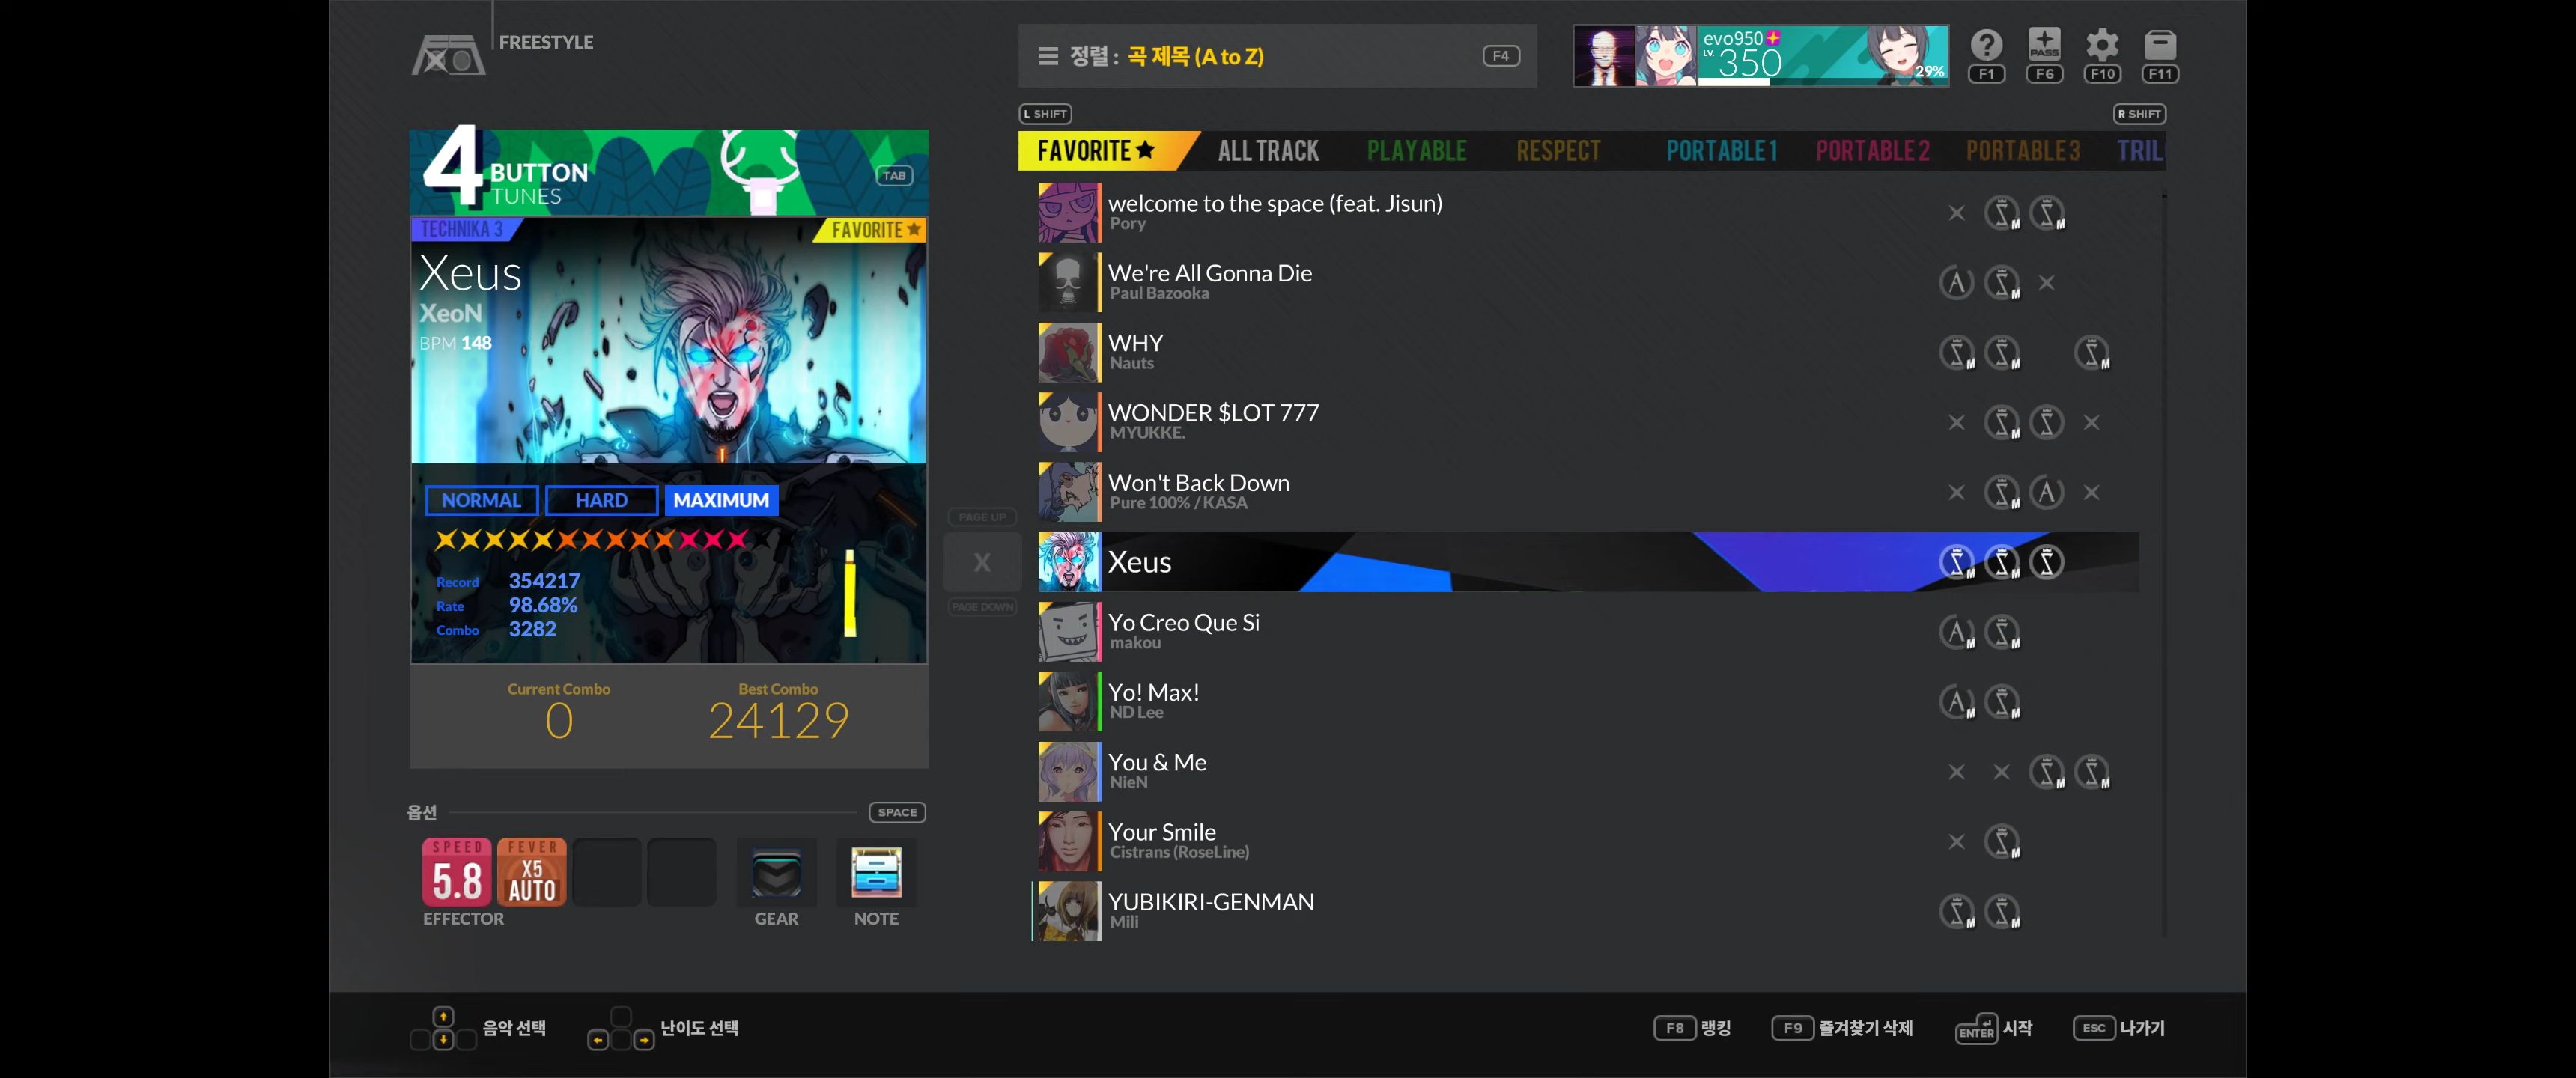 FREESTYLE
정렬 : 곡 제목 (A to Z)
F4
evo950
LV. 350
29%
PASS
F1
F6
F10
F11
L SHIFT
R SHIFT
FAVORITE★
ALL TRACK
PLAYABLE
RESPECT
PORTABLE 1
PORTABLE 2
PORTABLE 3
4 BUTTON
TUNES
TAB
TECHNIKA 3
FAVORITE★
Xeus
XeoN
BPM 148
NORMAL
HARD
MAXIMUM
Record 354217
Rate 98.68%
Combo 3282
Current Combo
0
Best Combo
24129
옵션
SPACE
SPEED
5.8
FEVER
X5
AUTO
EFFECTOR
GEAR
NOTE
PAGE UP
X
PAGE DOWN
welcome to the space (feat. Jisun)
Pory
We're All Gonna Die
Paul Bazooka
WHY
Nauts
WONDER $LOT 777
MYUKKE.
Won't Back Down
Pure 100% / KASA
Xeus
Yo Creo Que Si
makou
Yo! Max!
ND Lee
You & Me
NieN
Your Smile
Cistrans (RoseLine)
YUBIKIRI-GENMAN
Mili
음악 선택
난이도 선택
F8 랭킹
F9 즐겨찾기 삭제
ENTER 시작
ESC 나가기